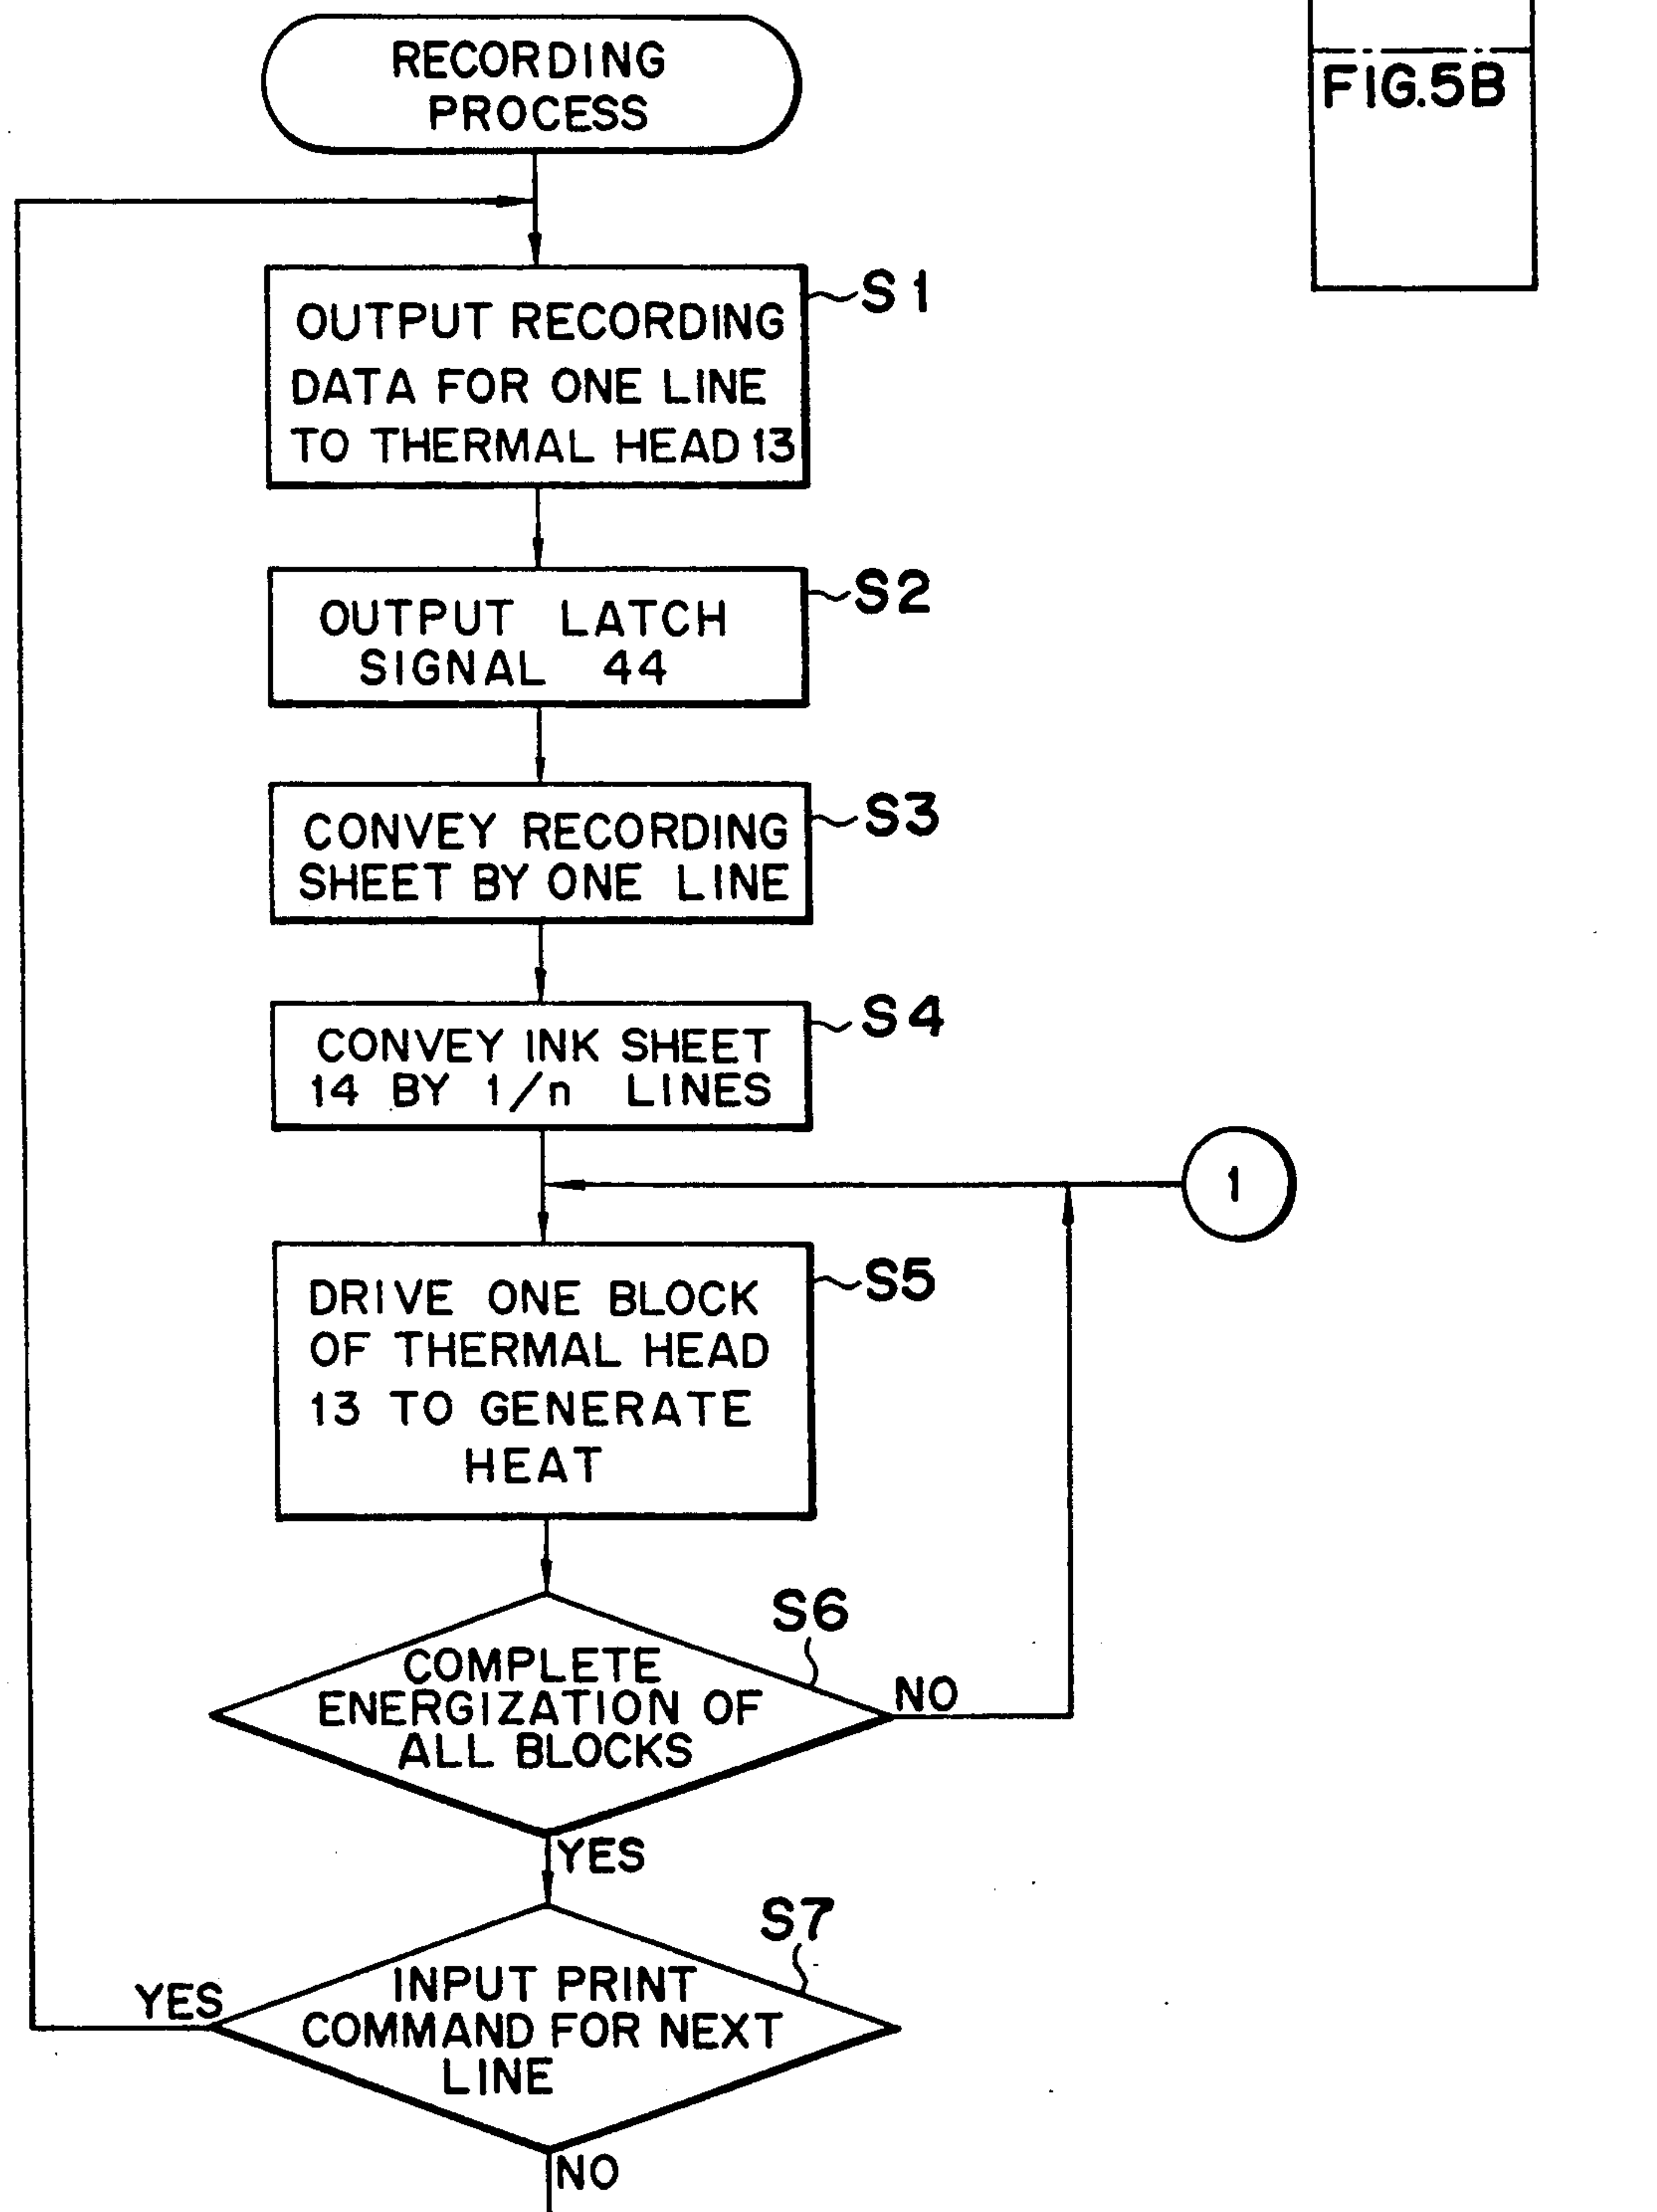 RECORDING
PROCESS
FIG.5B
S1
OUTPUT RECORDING
DATA FOR ONE LINE
TO THERMAL HEAD 13
S2
OUTPUT LATCH
SIGNAL 44
S3
CONVEY RECORDING
SHEET BY ONE LINE
S4
CONVEY INK SHEET
14 BY 1/n LINES
1
S5
DRIVE ONE BLOCK
OF THERMAL HEAD
13 TO GENERATE
HEAT
S6
COMPLETE
ENERGIZATION OF
ALL BLOCKS
NO
YES
S7
INPUT PRINT
COMMAND FOR NEXT
LINE
YES
NO